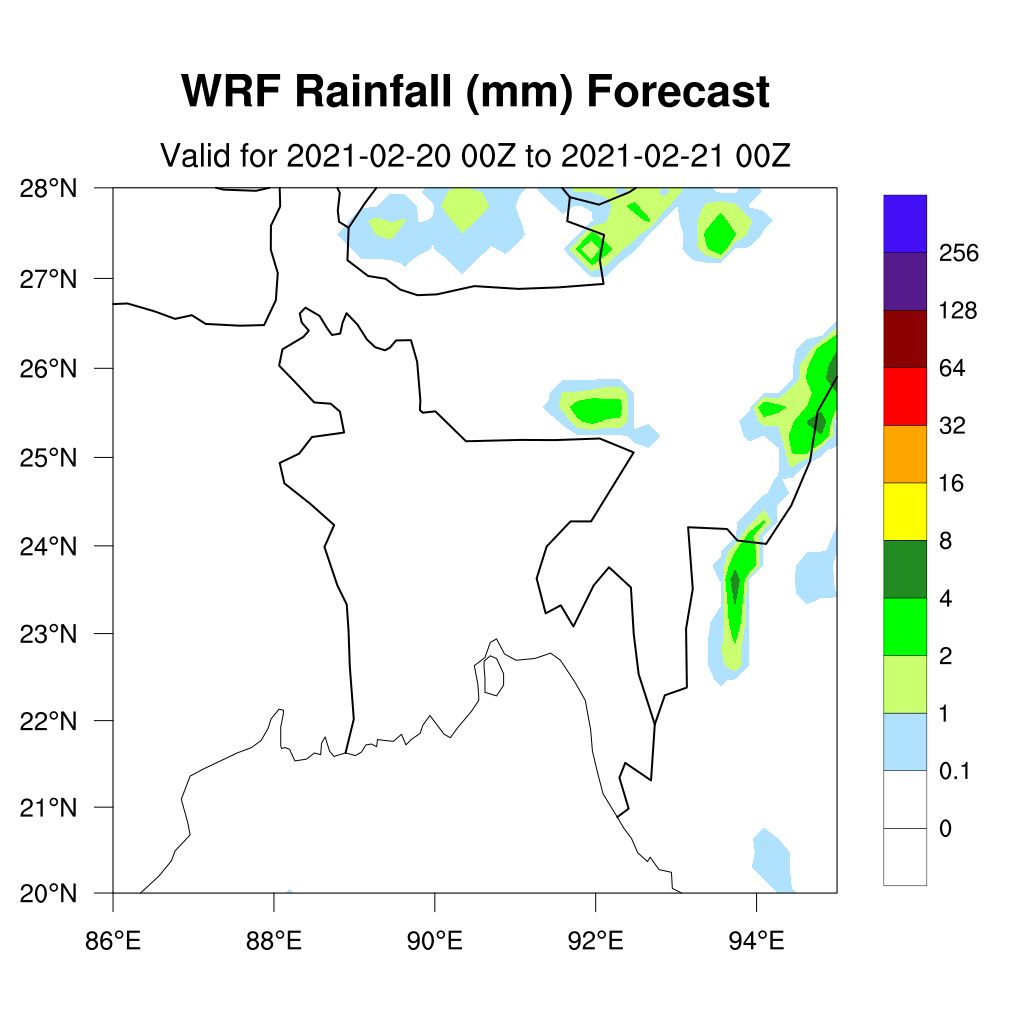 WRF Rainfall (mm) Forecast
Valid for 2021-02-20 00Z to 2021-02-21 00Z
28°N
27°N
26°N
25°N
24°N
23°N
22°N
21°N
20°N
86°E 88°E 90°E 92°E 94°E
256
128
64
32
16
8
4
2
1
0.1
0